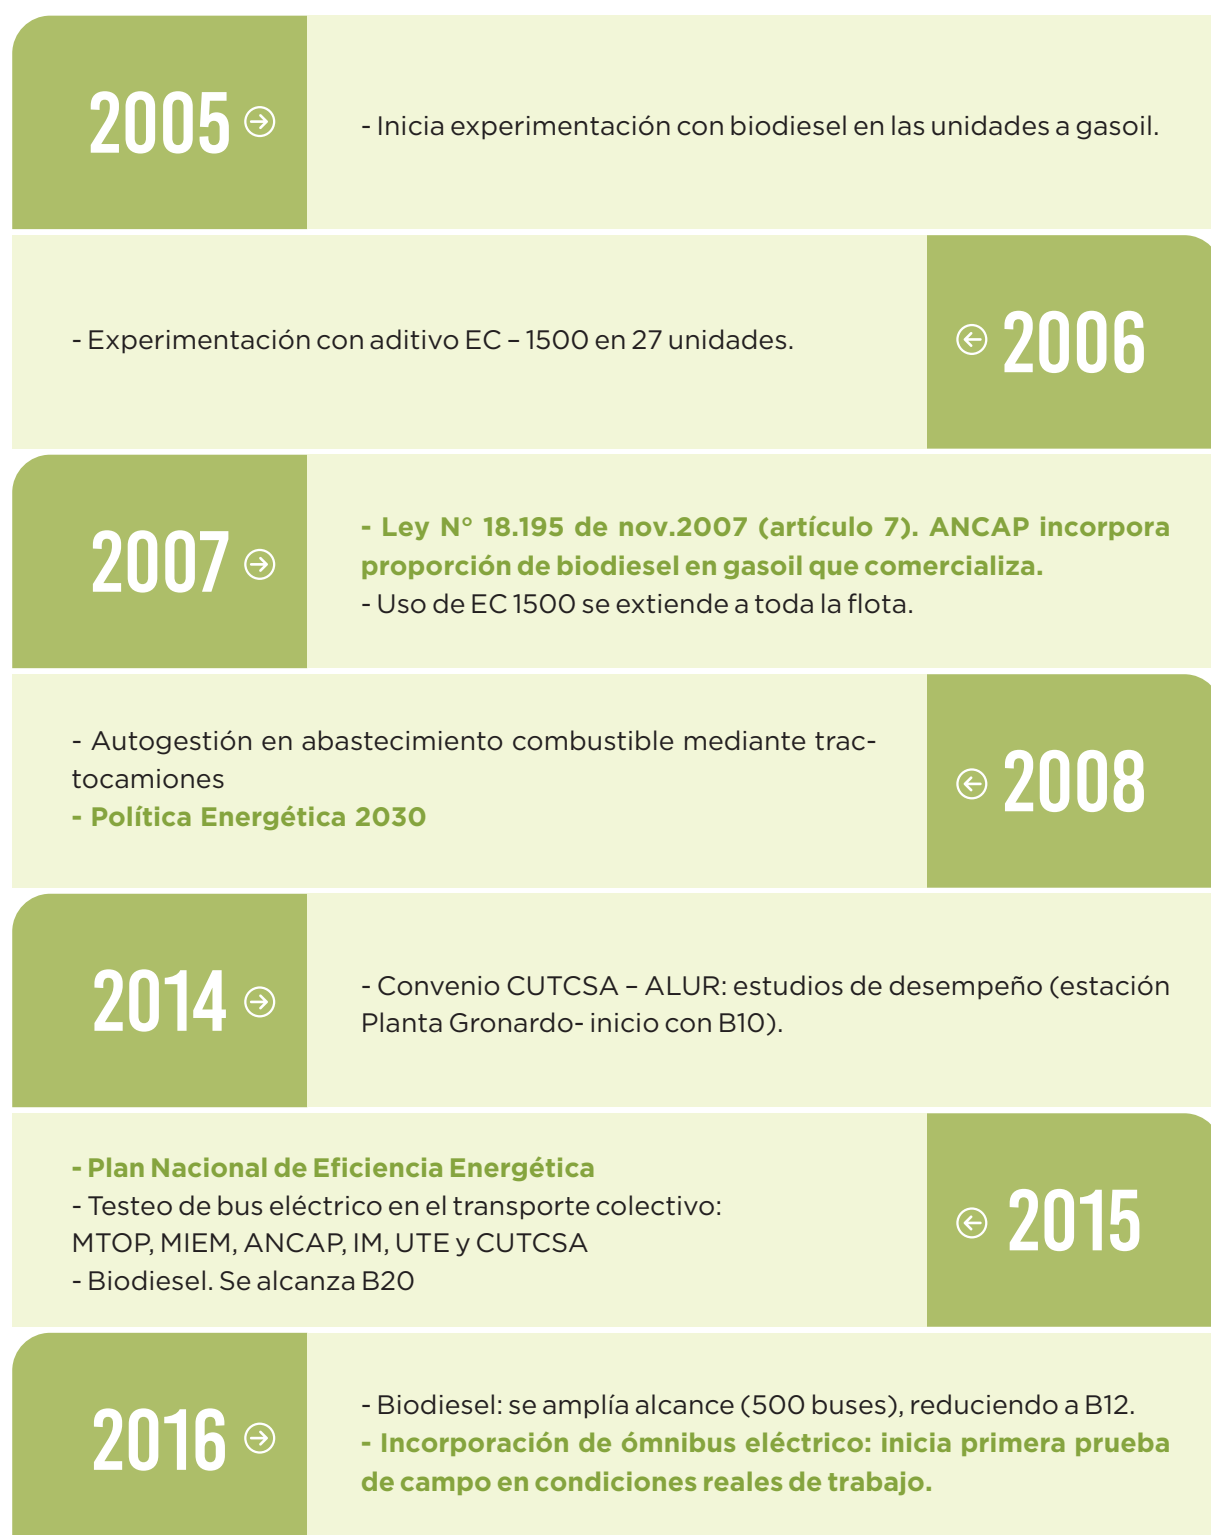 2005
- Inicia experimentación con biodiesel en las unidades a gasoil.
- Experimentación con aditivo EC – 1500 en 27 unidades.
2006
2007
- Ley N° 18.195 de nov.2007 (artículo 7). ANCAP incorpora
proporción de biodiesel en gasoil que comercializa.
- Uso de EC 1500 se extiende a toda la flota.
- Autogestión en abastecimiento combustible mediante trac-
tocamiones
- Política Energética 2030
2008
2014
- Convenio CUTCSA – ALUR: estudios de desempeño (estación
Planta Gronardo- inicio con B10).
- Plan Nacional de Eficiencia Energética
- Testeo de bus eléctrico en el transporte colectivo:
MTOP, MIEM, ANCAP, IM, UTE y CUTCSA
- Biodiesel. Se alcanza B20
2015
2016
- Biodiesel: se amplía alcance (500 buses), reduciendo a B12.
- Incorporación de ómnibus eléctrico: inicia primera prueba
de campo en condiciones reales de trabajo.